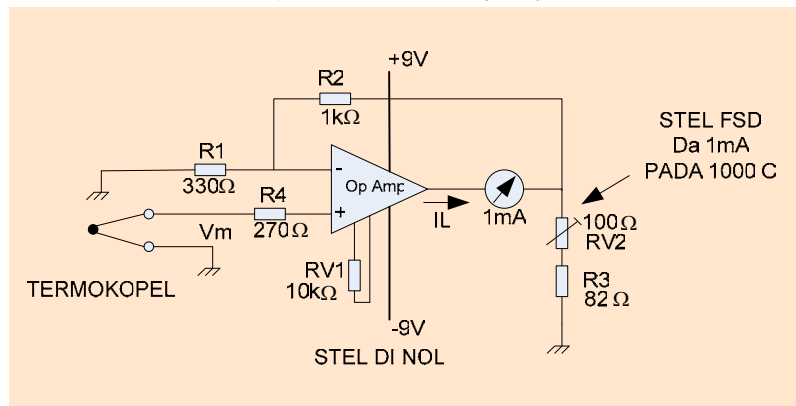 +9V
R2
1kΩ
R1
330Ω
R4
270Ω
Vm
-
+
Op Amp
IL
1mA
STEL FSD
Da 1mA
PADA 1000 C
100Ω
RV2
R3
82 Ω
RV1
10kΩ
TERMOKOPEL
-9V
STEL DI NOL